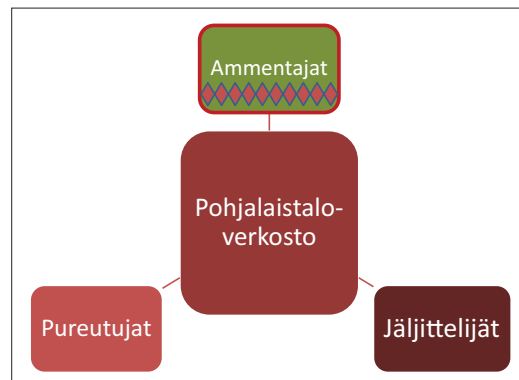 Ammentajat
Pohjalaistalo-
verkosto
Pureutujat
Jäljittelijät